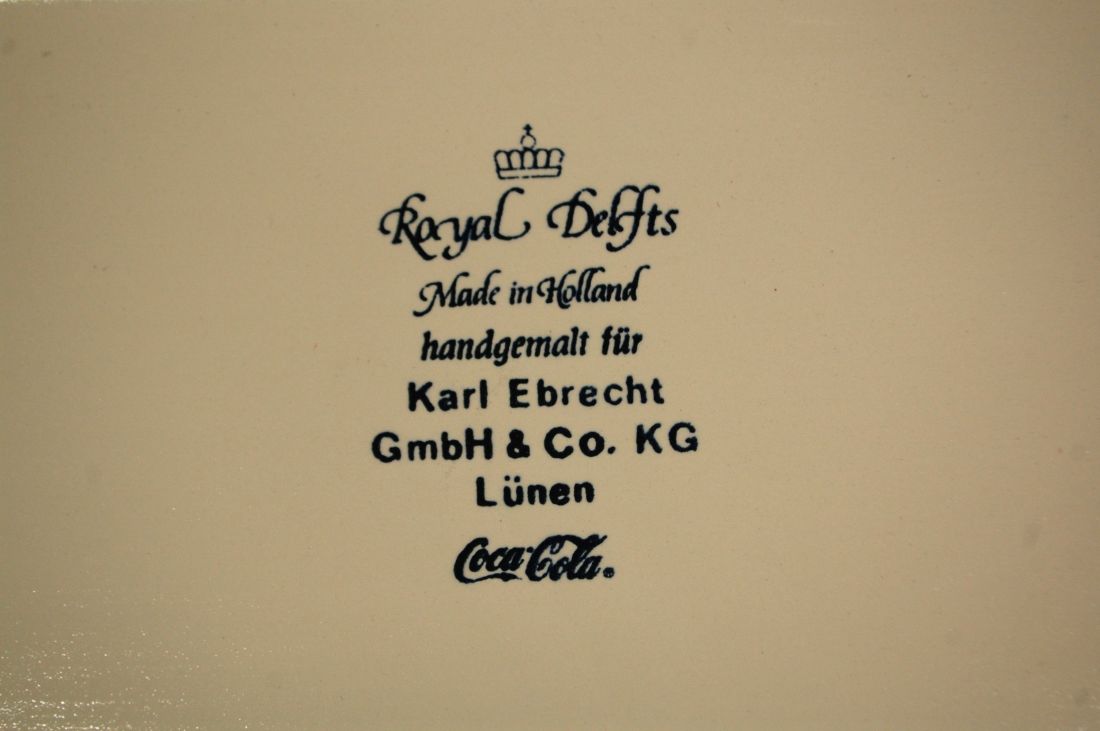 Royal Delfts
Made in Holland
handgemalt für
Karl Ebrecht
GmbH & Co. KG
Lünen
Coca-Cola®